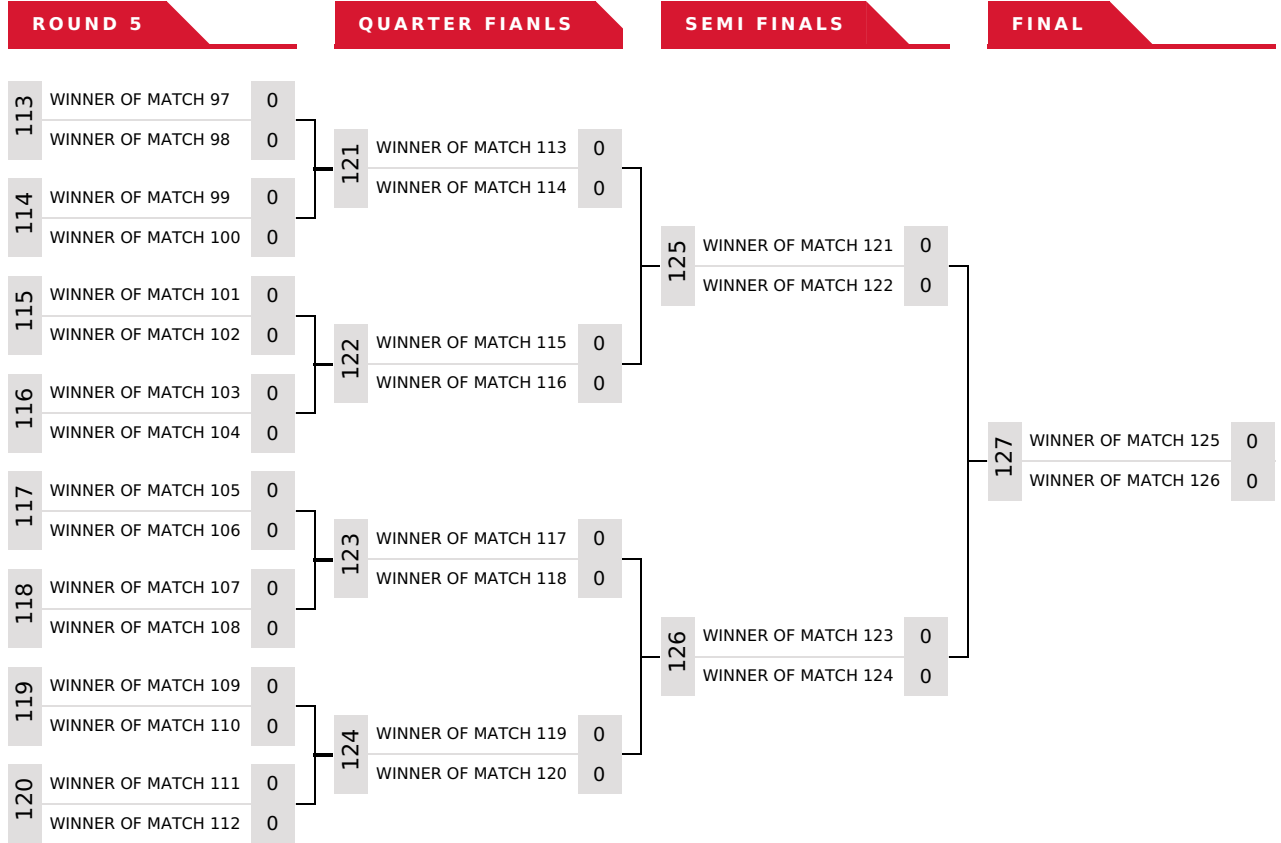 ROUND 5
QUARTER FIANLS
SEMI FINALS
FINAL
113
WINNER OF MATCH 97 0
WINNER OF MATCH 98 0
114
WINNER OF MATCH 99 0
WINNER OF MATCH 100 0
115
WINNER OF MATCH 101 0
WINNER OF MATCH 102 0
116
WINNER OF MATCH 103 0
WINNER OF MATCH 104 0
117
WINNER OF MATCH 105 0
WINNER OF MATCH 106 0
118
WINNER OF MATCH 107 0
WINNER OF MATCH 108 0
119
WINNER OF MATCH 109 0
WINNER OF MATCH 110 0
120
WINNER OF MATCH 111 0
WINNER OF MATCH 112 0
121
WINNER OF MATCH 113 0
WINNER OF MATCH 114 0
122
WINNER OF MATCH 115 0
WINNER OF MATCH 116 0
123
WINNER OF MATCH 117 0
WINNER OF MATCH 118 0
124
WINNER OF MATCH 119 0
WINNER OF MATCH 120 0
125
WINNER OF MATCH 121 0
WINNER OF MATCH 122 0
126
WINNER OF MATCH 123 0
WINNER OF MATCH 124 0
127
WINNER OF MATCH 125 0
WINNER OF MATCH 126 0